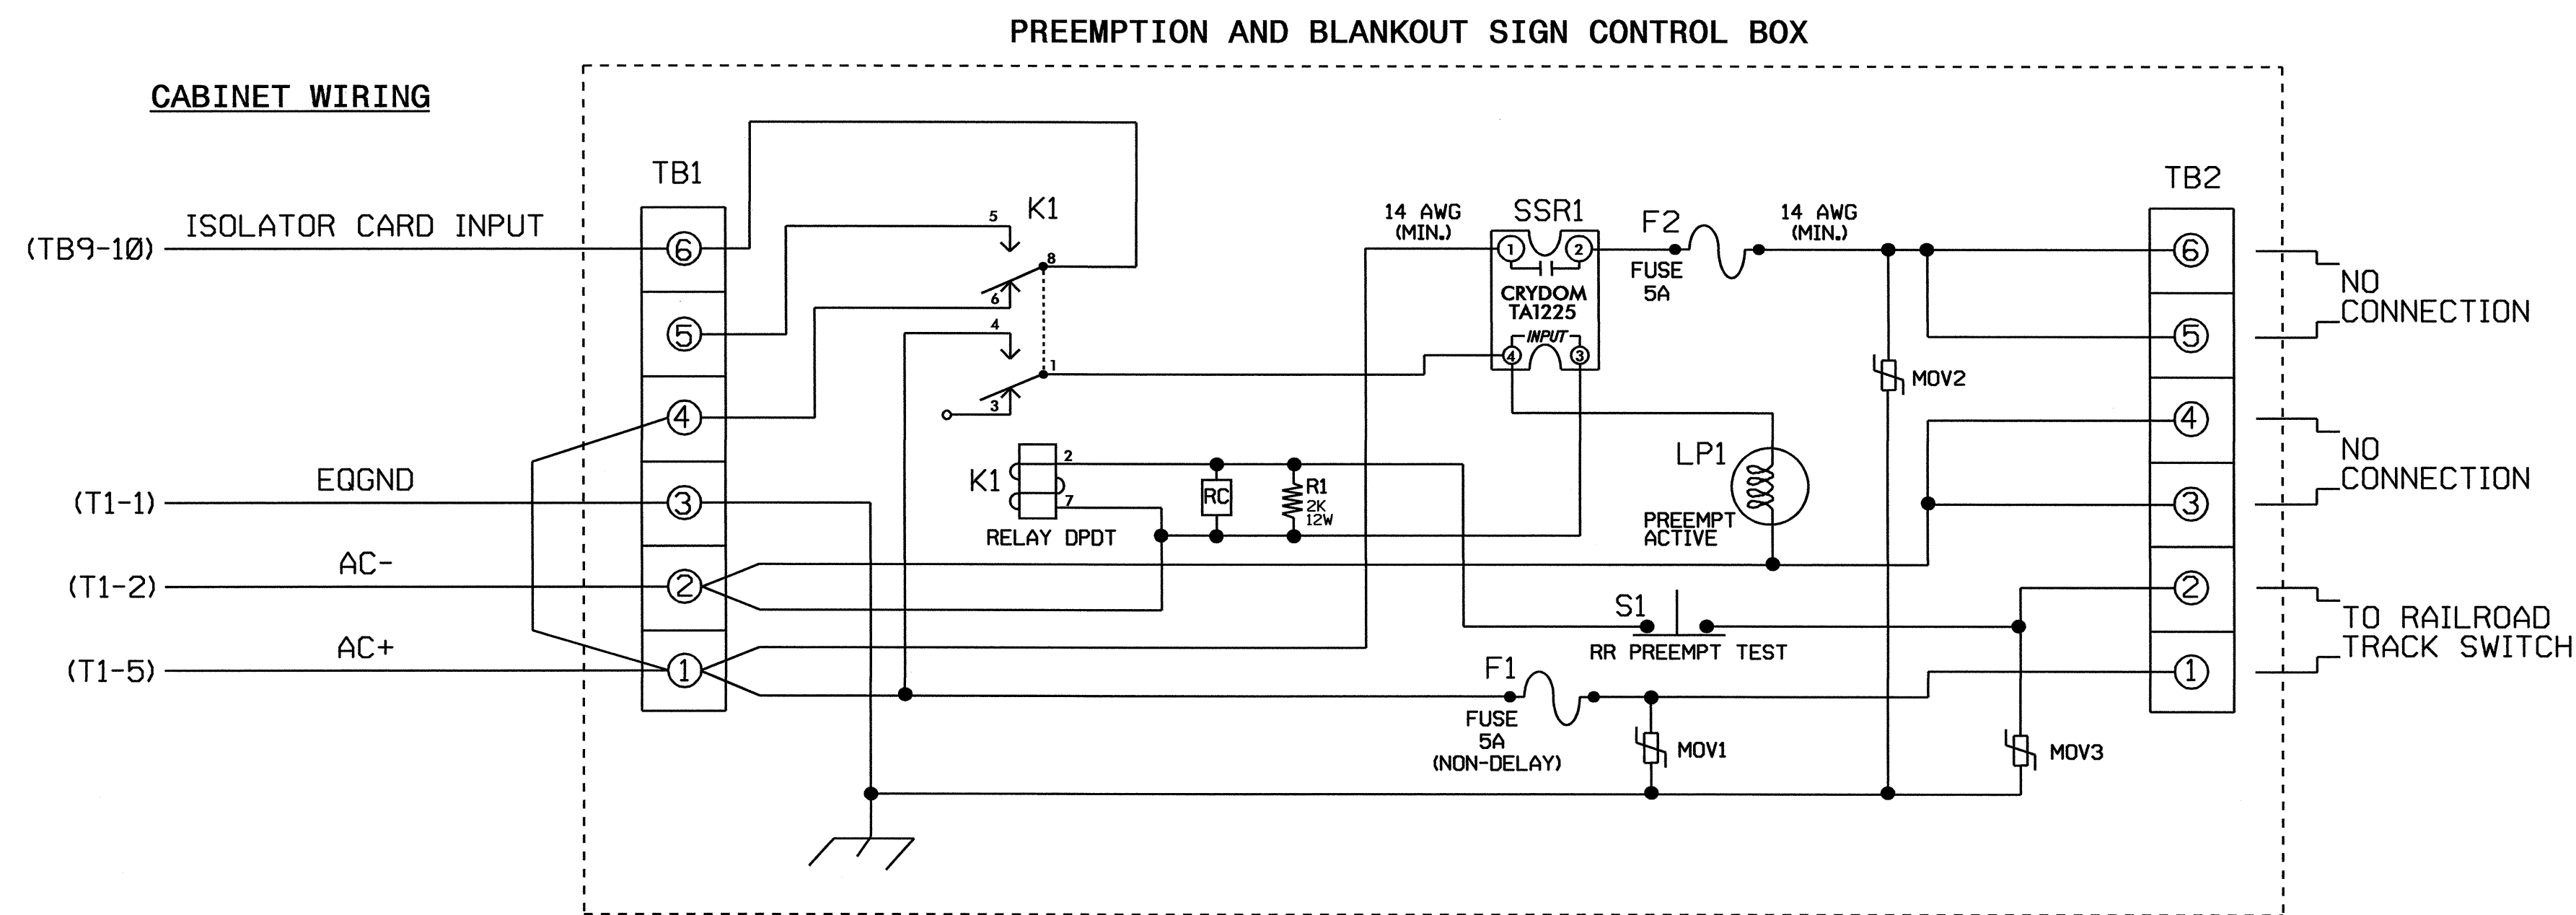 PREEMPTION AND BLANKOUT SIGN CONTROL BOX
CABINET WIRING
TB1
TB2
(TB9-10) ISOLATOR CARD INPUT
6
5
4
(T1-1) EQGND
3
(T1-2) AC-
2
(T1-5) AC+
1
K1
5
8
6
4
1
3
K1
2
7
RELAY DPDT
RC
R1
2K
12W
14 AWG
(MIN.)
SSR1
1
2
CRYDOM
TA1225
INPUT
4
3
F2
FUSE
5A
14 AWG
(MIN.)
MOV2
LP1
PREEMPT
ACTIVE
S1
RR PREEMPT TEST
F1
FUSE
5A
(NON-DELAY)
MOV1
MOV3
6
5
4
3
2
1
NO
CONNECTION
NO
CONNECTION
TO RAILROAD
TRACK SWITCH